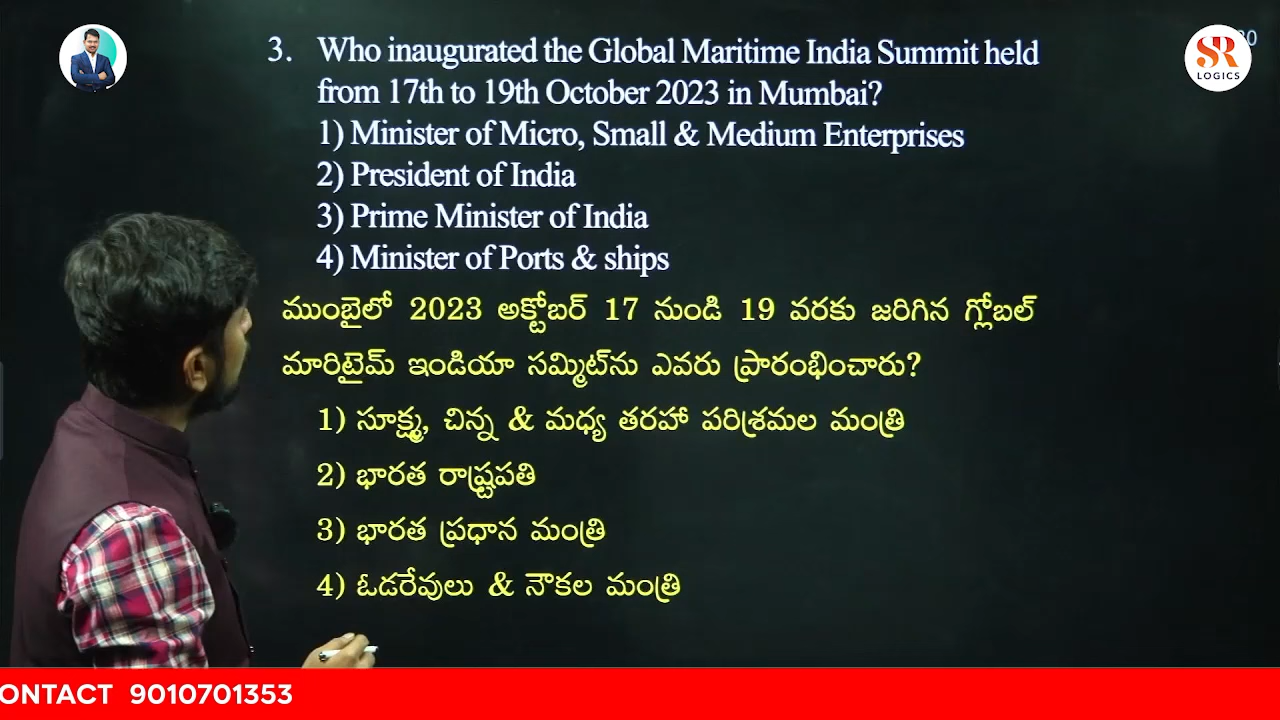 3. Who inaugurated the Global Maritime India Summit held
from 17th to 19th October 2023 in Mumbai?
1) Minister of Micro, Small & Medium Enterprises
2) President of India
3) Prime Minister of India
4) Minister of Ports & ships
ముంబైలో 2023 అక్టోబర్ 17 నుండి 19 వరకు జరిగిన గ్లోబల్
మారిటైమ్ ఇండియా సమ్మిట్‌ను ఎవరు ప్రారంభించారు?
1) సూక్ష్మ, చిన్న & మధ్య తరహా పరిశ్రమల మంత్రి
2) భారత రాష్ట్రపతి
3) భారత ప్రధాన మంత్రి
4) ఓడరేవులు & నౌకల మంత్రి
SR
LOGICS
ONTACT 9010701353